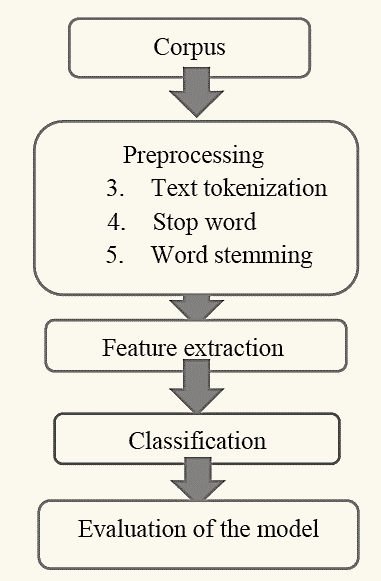 Corpus
Preprocessing
3. Text tokenization
4. Stop word
5. Word stemming
Feature extraction
Classification
Evaluation of the model